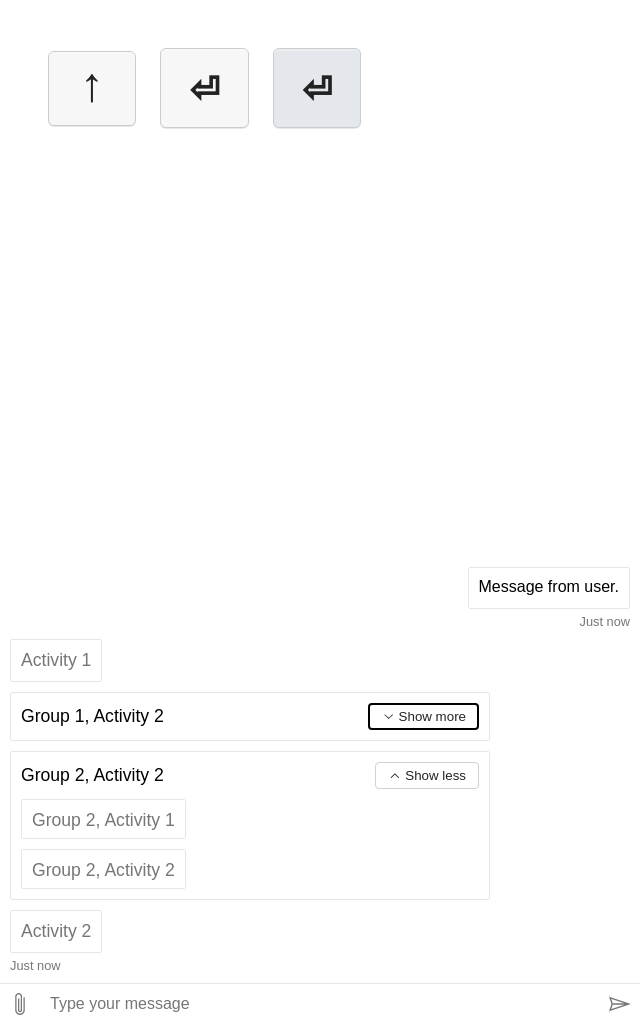 ↑ ⏎ ⏎
Message from user.
Just now
Activity 1
Group 1, Activity 2 Show more
Group 2, Activity 2 Show less
Group 2, Activity 1
Group 2, Activity 2
Activity 2
Just now
Type your message